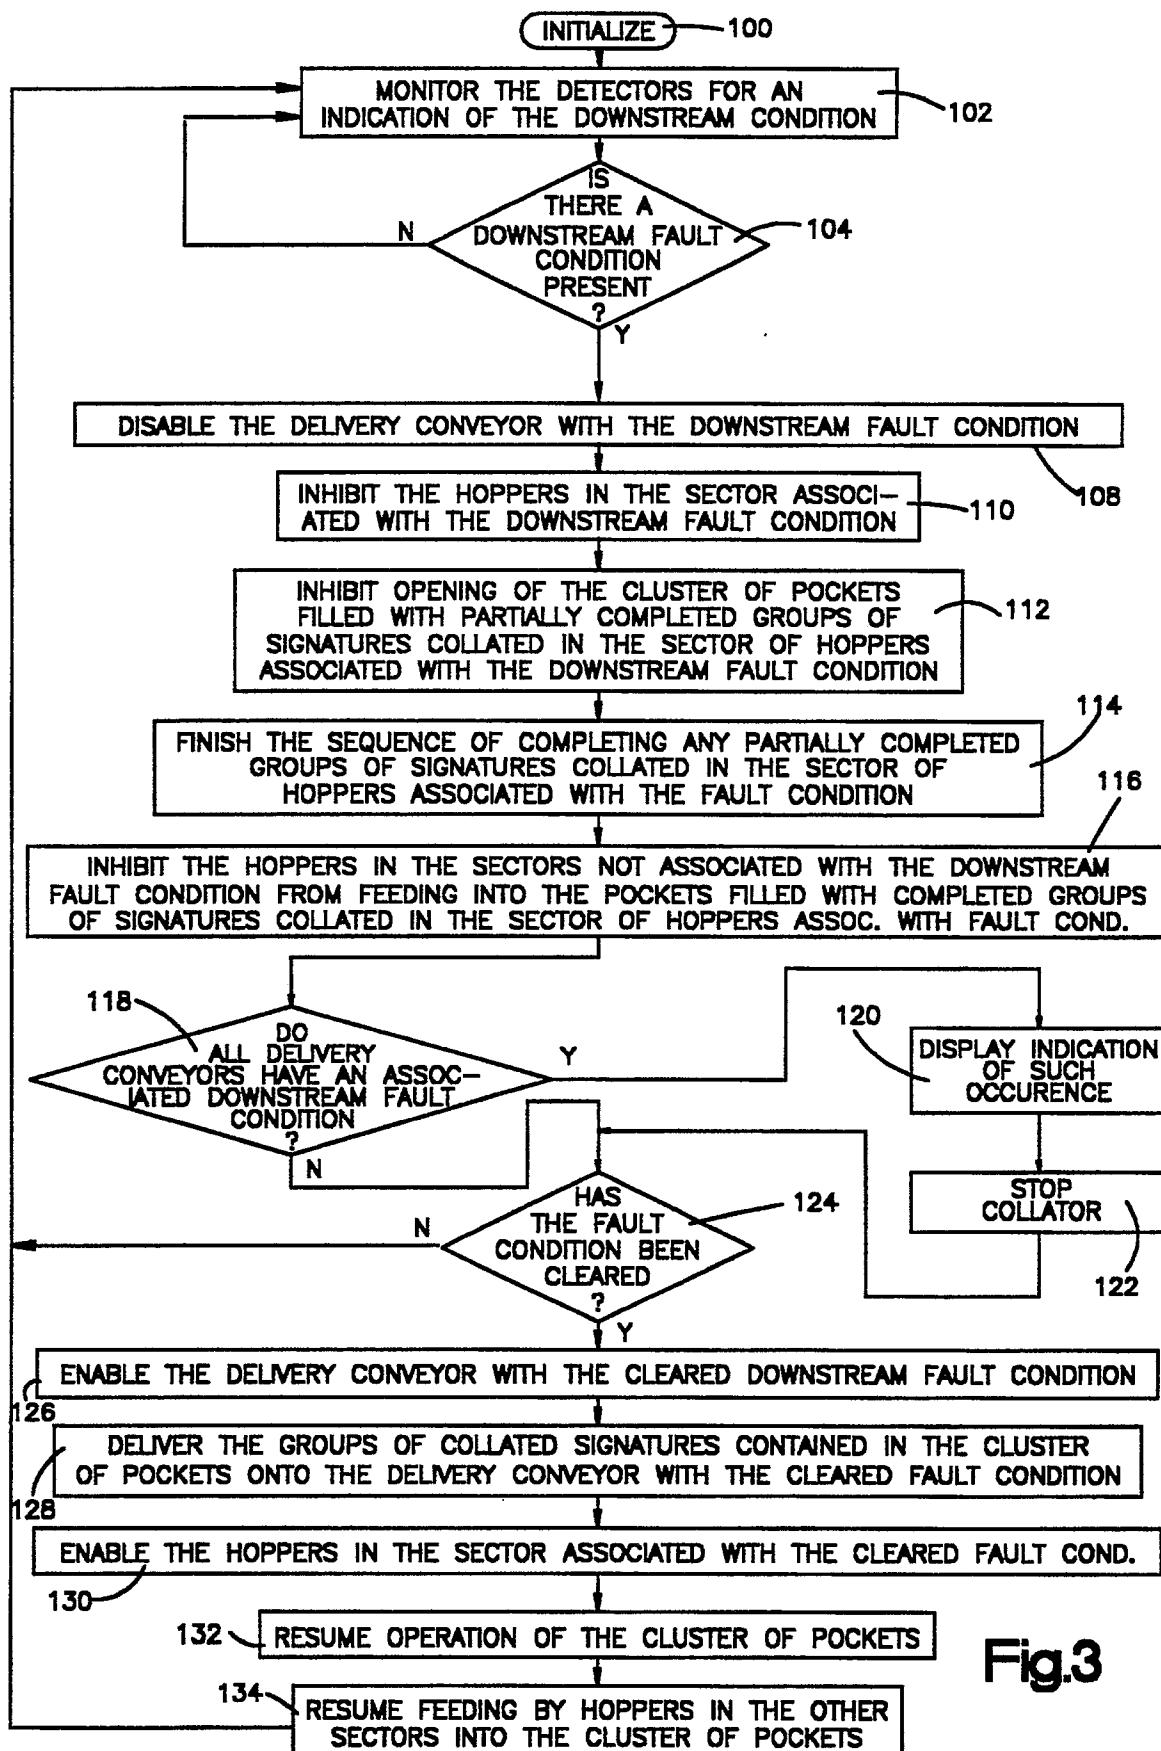 INITIALIZE
100
MONITOR THE DETECTORS FOR AN
INDICATION OF THE DOWNSTREAM CONDITION
102
IS
THERE A
DOWNSTREAM FAULT
CONDITION
PRESENT
?
104
N
Y
DISABLE THE DELIVERY CONVEYOR WITH THE DOWNSTREAM FAULT CONDITION
108
INHIBIT THE HOPPERS IN THE SECTOR ASSOCI-
ATED WITH THE DOWNSTREAM FAULT CONDITION
110
INHIBIT OPENING OF THE CLUSTER OF POCKETS
FILLED WITH PARTIALLY COMPLETED GROUPS OF
SIGNATURES COLLATED IN THE SECTOR OF HOPPERS
ASSOCIATED WITH THE DOWNSTREAM FAULT CONDITION
112
FINISH THE SEQUENCE OF COMPLETING ANY PARTIALLY COMPLETED
GROUPS OF SIGNATURES COLLATED IN THE SECTOR OF
HOPPERS ASSOCIATED WITH THE FAULT CONDITION
114
INHIBIT THE HOPPERS IN THE SECTORS NOT ASSOCIATED WITH THE DOWNSTREAM
FAULT CONDITION FROM FEEDING INTO THE POCKETS FILLED WITH COMPLETED GROUPS
OF SIGNATURES COLLATED IN THE SECTOR OF HOPPERS ASSOC. WITH FAULT COND.
116
118
DO
ALL DELIVERY
CONVEYORS HAVE AN ASSOC-
IATED DOWNSTREAM FAULT
CONDITION
?
Y
N
120
DISPLAY INDICATION
OF SUCH
OCCURENCE
STOP
COLLATOR
122
HAS
THE FAULT
CONDITION BEEN
CLEARED
?
124
N
Y
ENABLE THE DELIVERY CONVEYOR WITH THE CLEARED DOWNSTREAM FAULT CONDITION
126
DELIVER THE GROUPS OF COLLATED SIGNATURES CONTAINED IN THE CLUSTER
OF POCKETS ONTO THE DELIVERY CONVEYOR WITH THE CLEARED FAULT CONDITION
128
ENABLE THE HOPPERS IN THE SECTOR ASSOCIATED WITH THE CLEARED FAULT COND.
130
132
RESUME OPERATION OF THE CLUSTER OF POCKETS
134
RESUME FEEDING BY HOPPERS IN THE OTHER
SECTORS INTO THE CLUSTER OF POCKETS
Fig.3